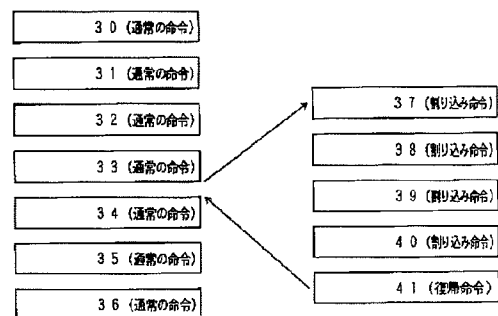 30 (通常の命令)
31 (通常の命令)
32 (通常の命令)
33 (通常の命令)
34 (通常の命令)
35 (通常の命令)
36 (通常の命令)
37 (割り込み命令)
38 (割り込み命令)
39 (割り込み命令)
40 (割り込み命令)
41 (復帰命令)